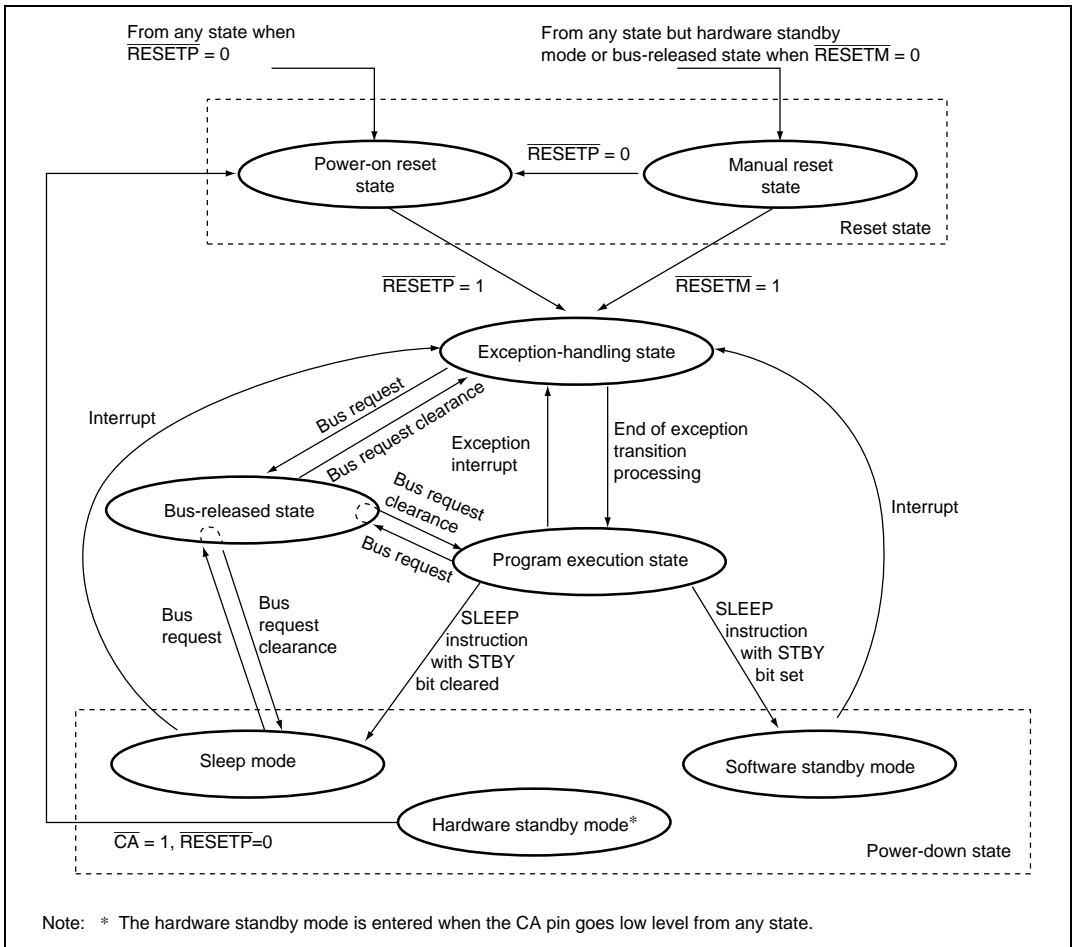 From any state when
RESETP = 0
From any state but hardware standby
mode or bus-released state when RESETM = 0
RESETP = 0
Power-on reset
state
Manual reset
state
Reset state
RESETP = 1
RESETM = 1
Exception-handling state
Interrupt
Bus request
Bus request clearance
Exception
interrupt
End of exception
transition
processing
Interrupt
Bus-released state
Bus request
clearance
Bus request
Program execution state
Bus
request
Bus
request
clearance
SLEEP
instruction
with STBY
bit cleared
SLEEP
instruction
with STBY
bit set
Sleep mode
Software standby mode
Hardware standby mode*
CA = 1, RESETP=0
Power-down state
Note: * The hardware standby mode is entered when the CA pin goes low level from any state.